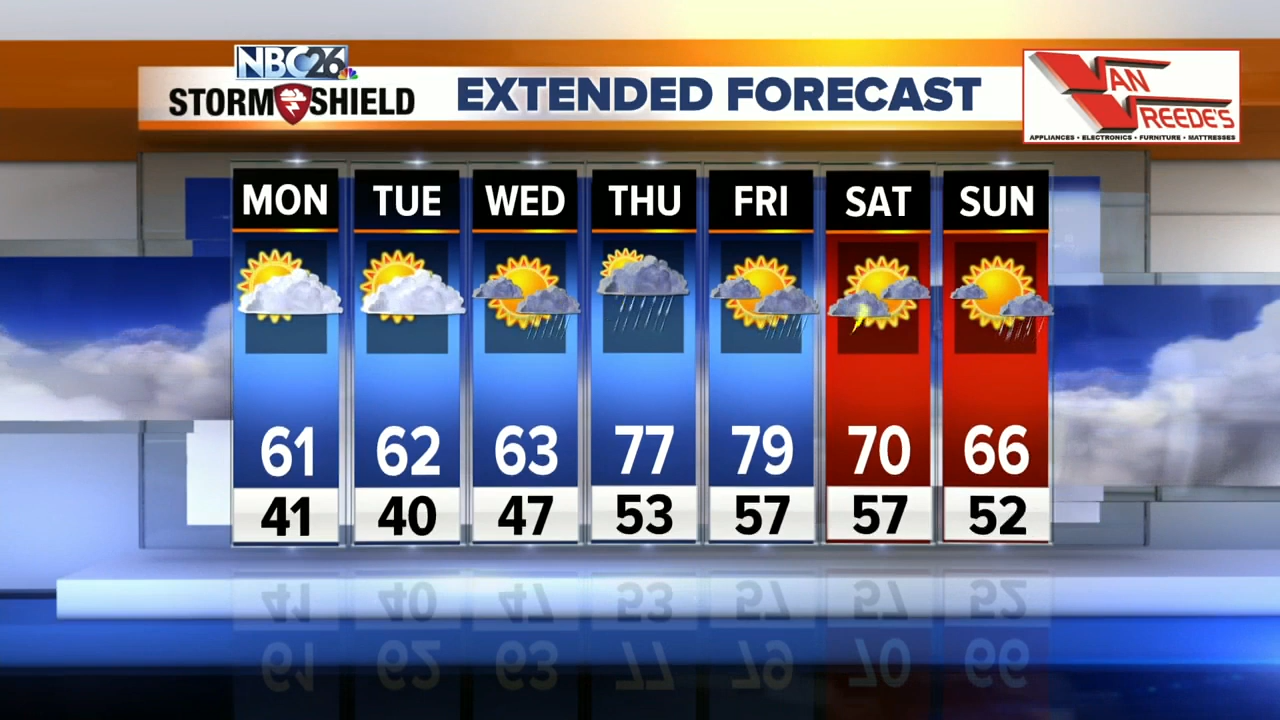 NBC26
STORM SHIELD
EXTENDED FORECAST
VAN
VREEDE'S
APPLIANCES • ELECTRONICS • FURNITURE • MATTRESSES
MON TUE WED THU FRI SAT SUN
61 62 63 77 79 70 66
41 40 47 53 57 57 52